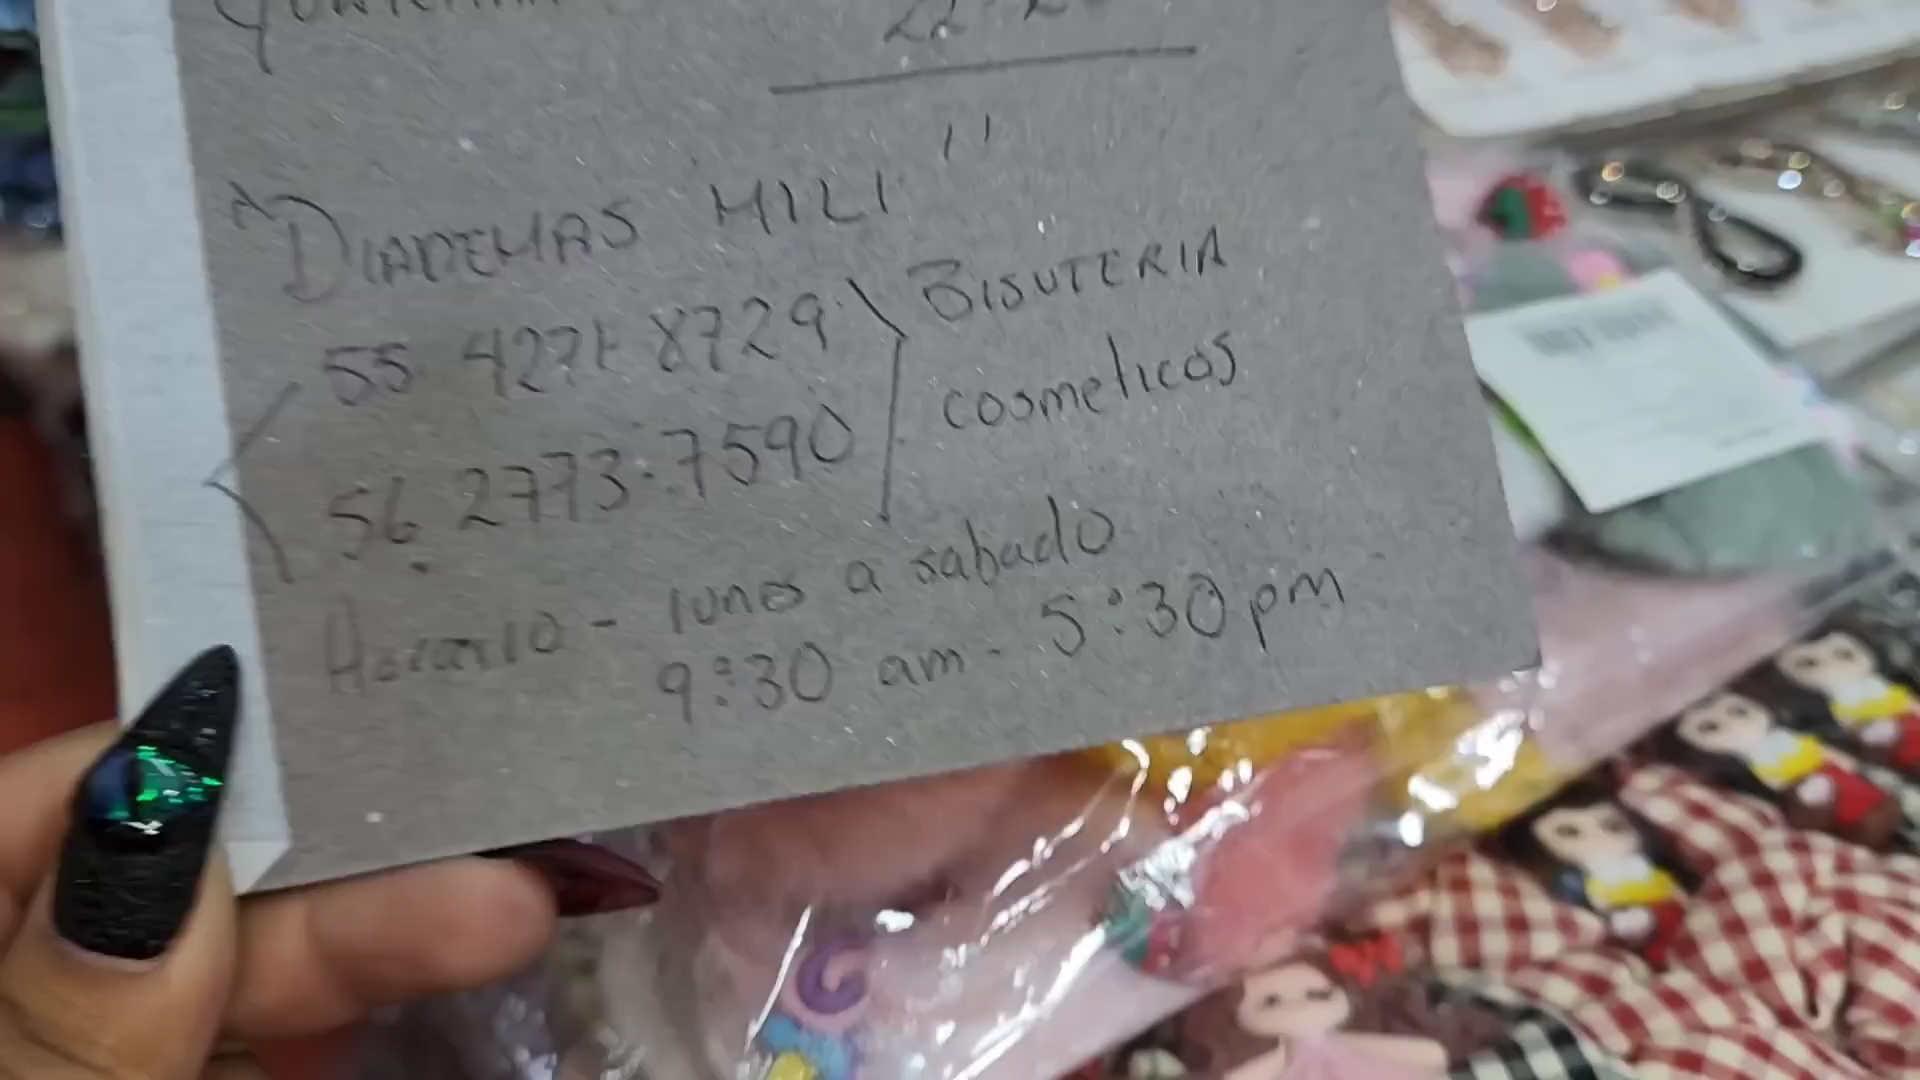 "DIADEMAS MILI"
55 4271 8729 BISUTERIA
56 2773-7590 cosmeticos
Horario - lunes a sabado
9:30 am - 5:30 pm